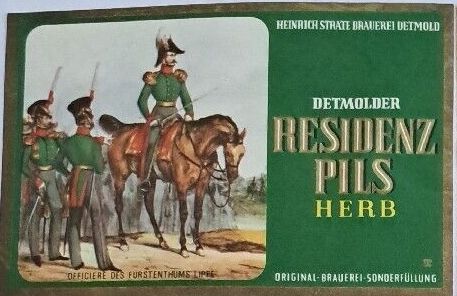 HEINRICH STRATE BRAUEREI DETMOLD
DETMOLDER
RESIDENZ
PILS
HERB
OFFICIERE DES FÜRSTENTHUMS LIPPE
ORIGINAL-BRAUEREI-SONDERFÜLLUNG